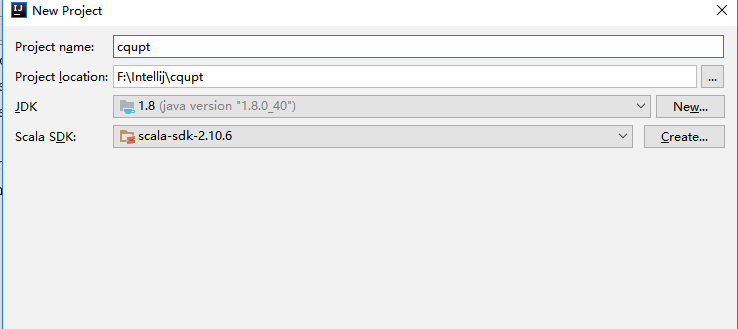 New Project
Project name: cqupt
Project location: F:\Intellij\cqupt ...
JDK 1.8 (java version "1.8.0_40") New...
Scala SDK: scala-sdk-2.10.6 Create...